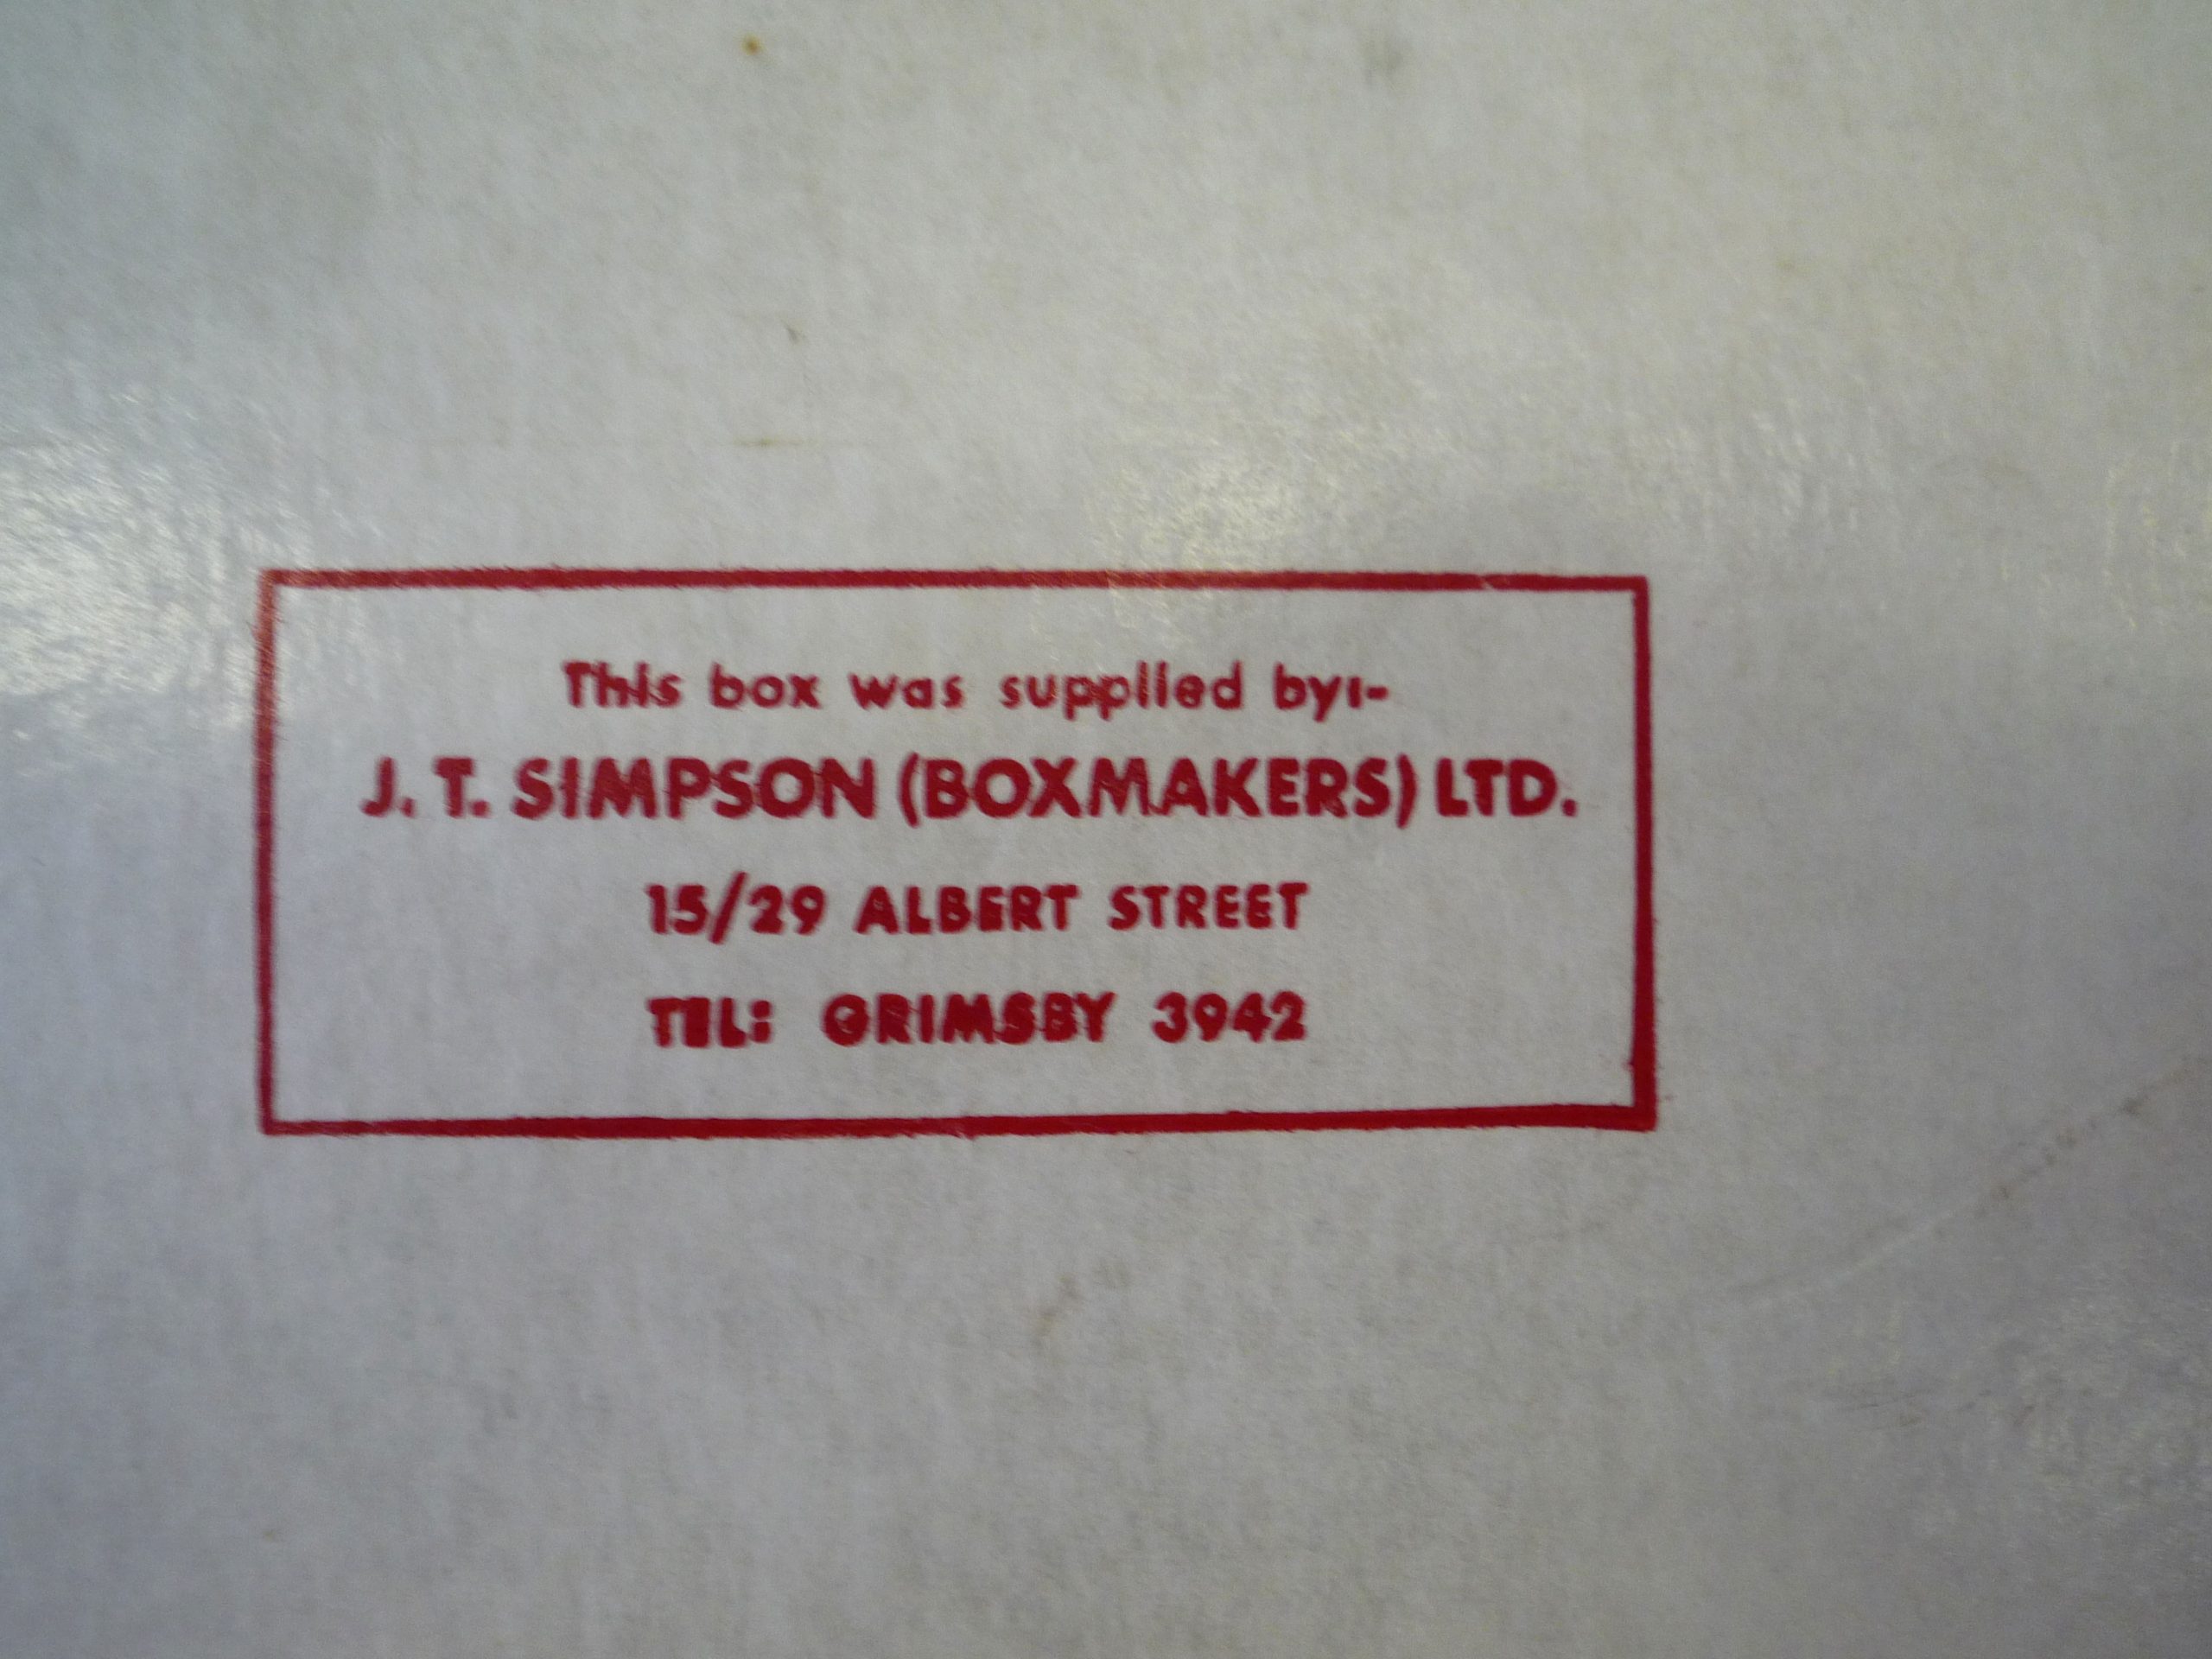 This box was supplied by:-
J. T. SIMPSON (BOXMAKERS) LTD.
15/29 ALBERT STREET
TEL: GRIMSBY 3942